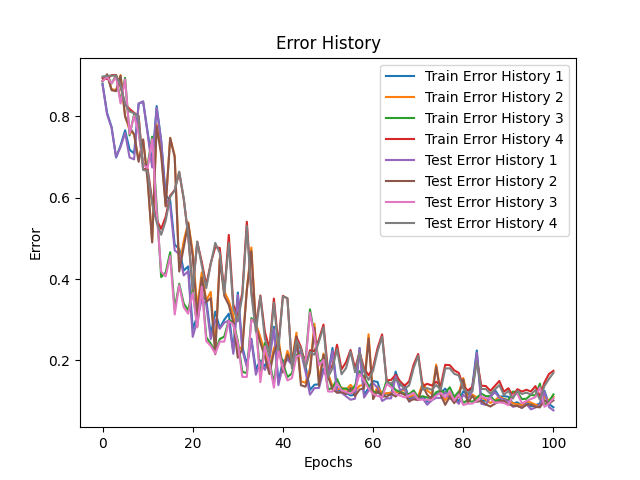 Error History
Train Error History 1
Train Error History 2
Train Error History 3
Train Error History 4
Test Error History 1
Test Error History 2
Test Error History 3
Test Error History 4
0.8
0.6
0.4
0.2
Error
0 20 40 60 80 100
Epochs